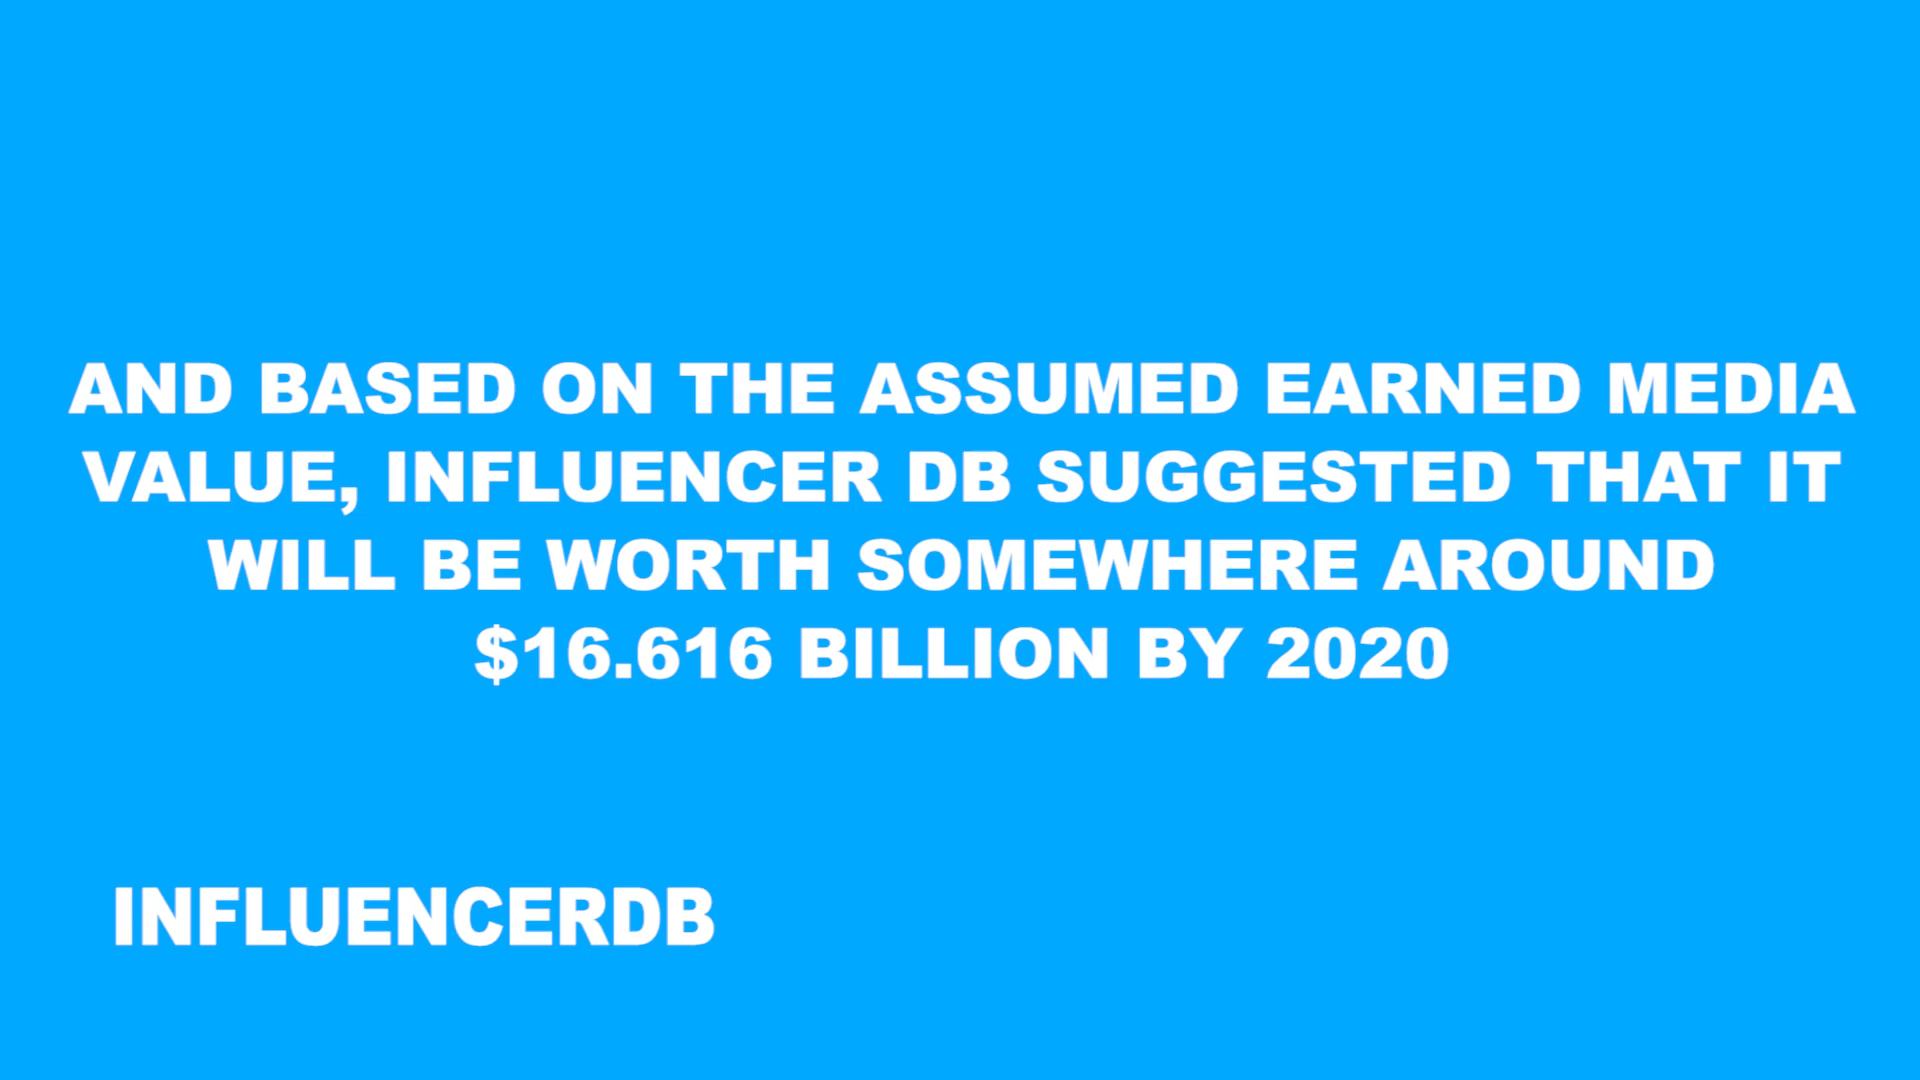 AND BASED ON THE ASSUMED EARNED MEDIA
VALUE, INFLUENCER DB SUGGESTED THAT IT
WILL BE WORTH SOMEWHERE AROUND
$16.616 BILLION BY 2020
INFLUENCERDB